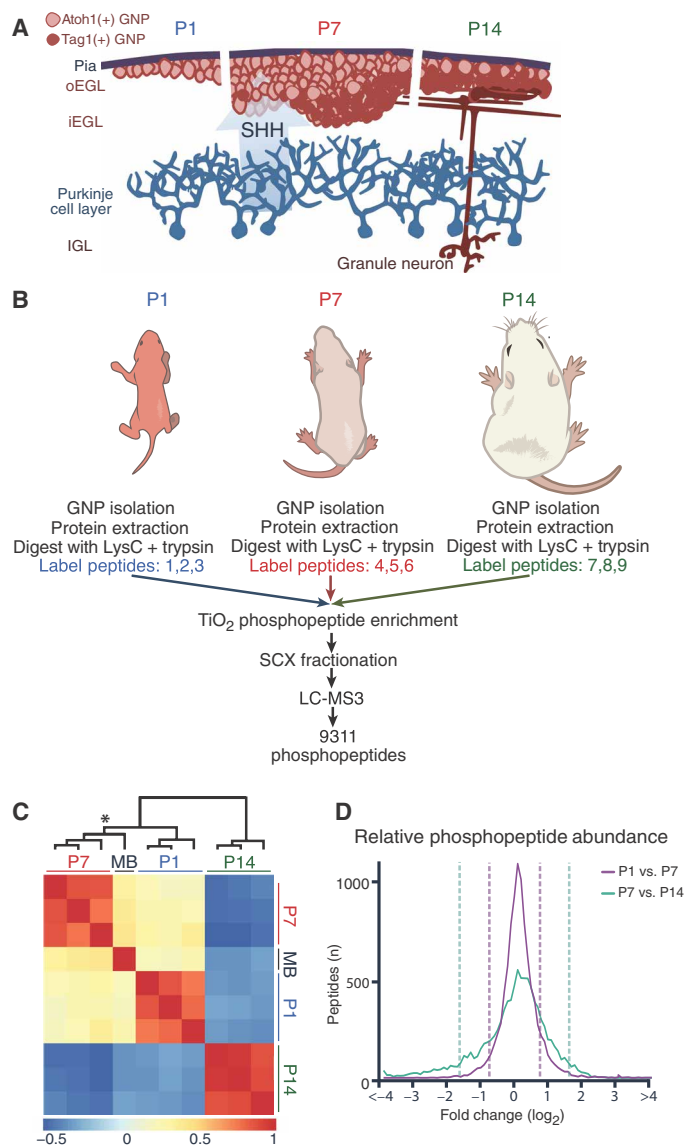 Atoh1(+) GNP
Tag1(+) GNP
A
P1
P7
P14
Pia
oEGL
iEGL
SHH
Purkinje
cell layer
IGL
Granule neuron
B
P1
P7
P14
GNP isolation
Protein extraction
Digest with LysC + trypsin
Label peptides: 1,2,3
GNP isolation
Protein extraction
Digest with LysC + trypsin
Label peptides: 4,5,6
GNP isolation
Protein extraction
Digest with LysC + trypsin
Label peptides: 7,8,9
TiO2 phosphopeptide enrichment
SCX fractionation
LC-MS3
9311
phosphopeptides
C
*
P7 MB P1 P14
P7
MB
P1
P14
−0.5 0 0.5 1
D
Relative phosphopeptide abundance
P1 vs. P7
P7 vs. P14
Peptides (n)
1000
500
0
<−4 −3 −2 −1 0 1 2 3 >4
Fold change (log2)